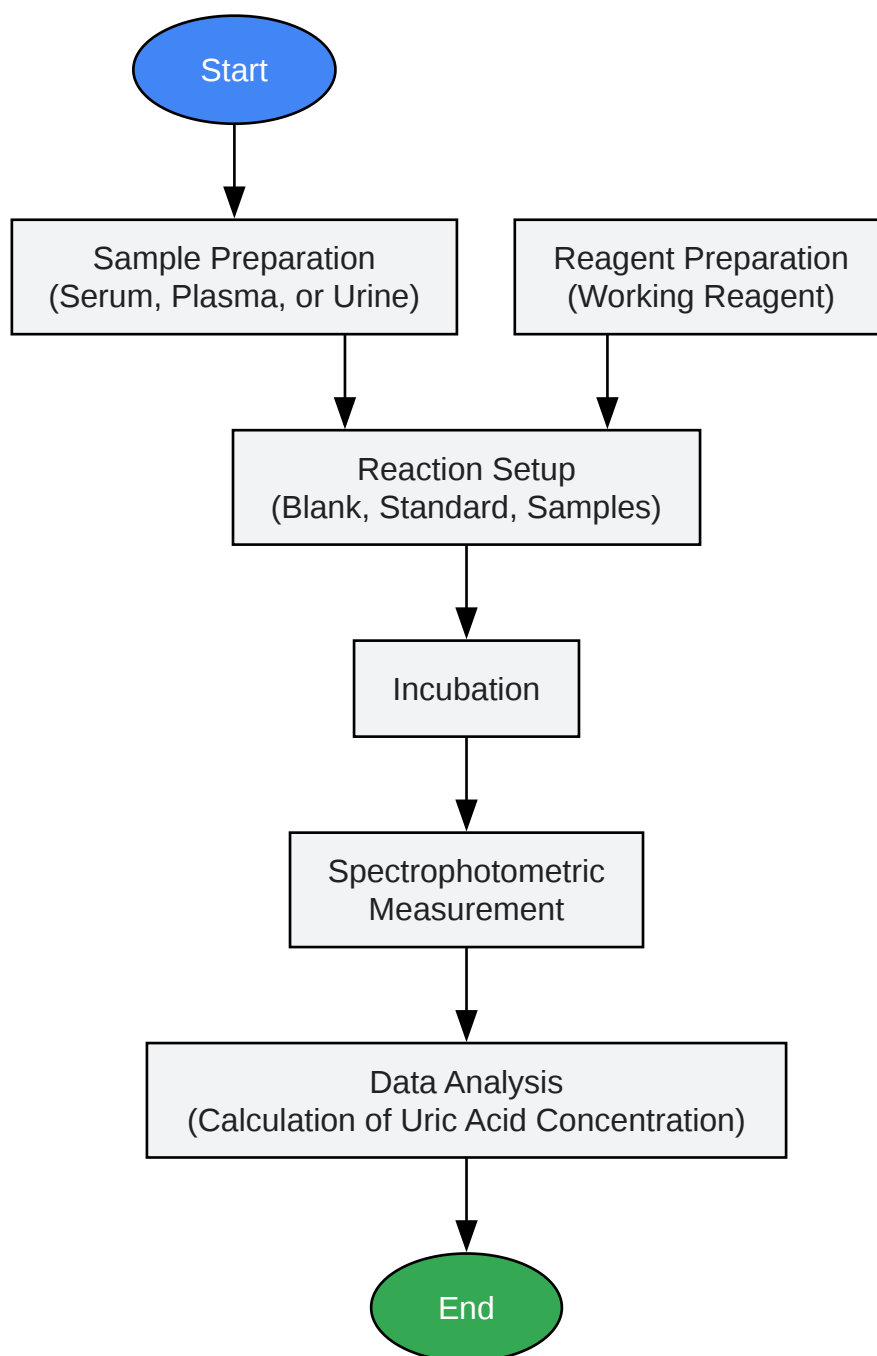 Start
Sample Preparation
(Serum, Plasma, or Urine)
Reagent Preparation
(Working Reagent)
Reaction Setup
(Blank, Standard, Samples)
Incubation
Spectrophotometric
Measurement
Data Analysis
(Calculation of Uric Acid Concentration)
End